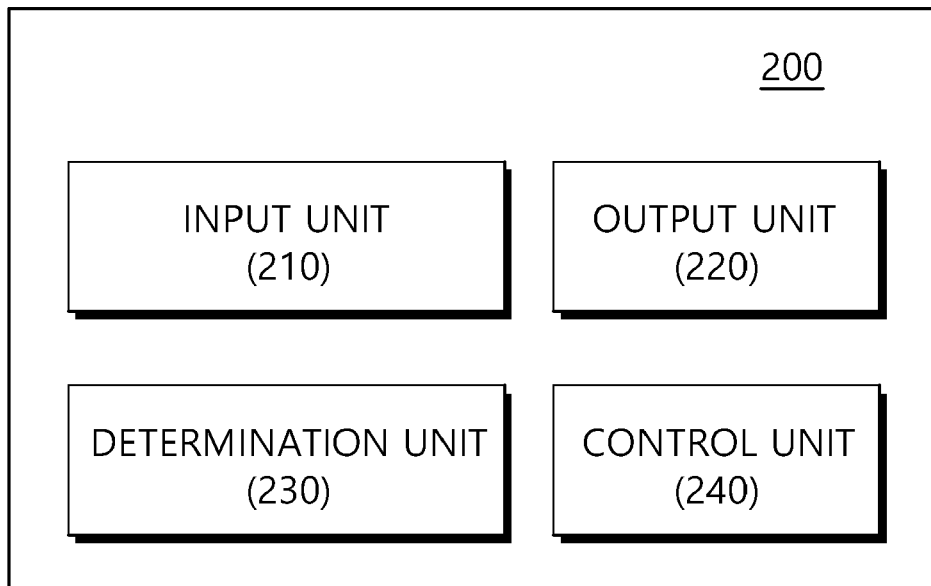 200
INPUT UNIT
(210)
OUTPUT UNIT
(220)
DETERMINATION UNIT
(230)
CONTROL UNIT
(240)